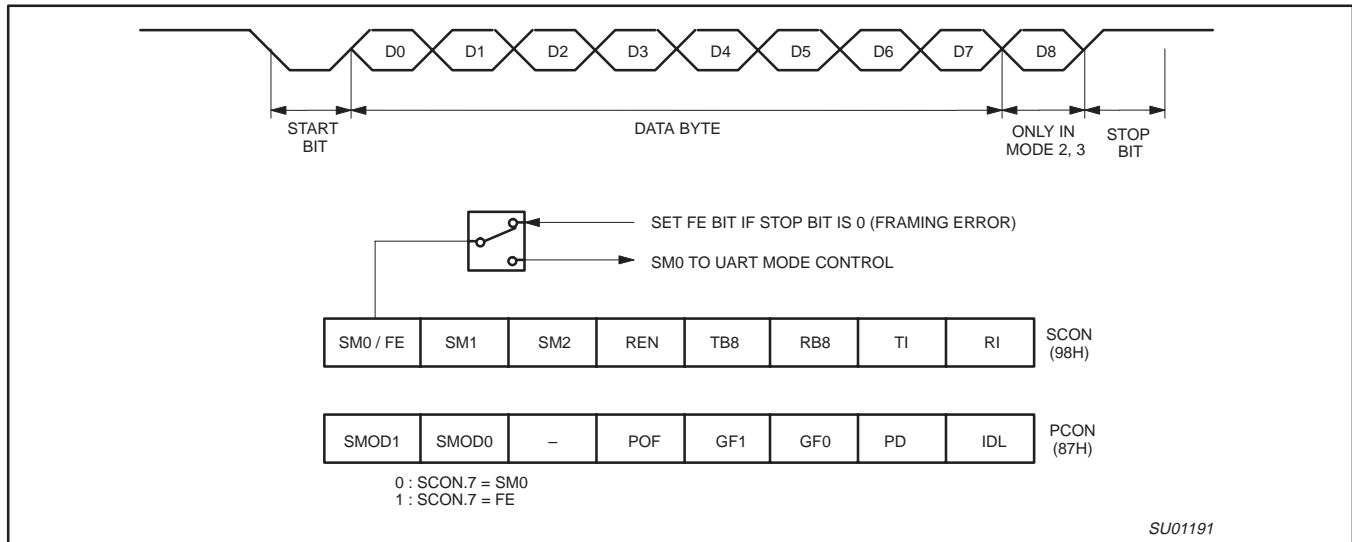 D0 D1 D2 D3 D4 D5 D6 D7 D8
START
BIT
DATA BYTE
ONLY IN
MODE 2, 3
STOP
BIT
SET FE BIT IF STOP BIT IS 0 (FRAMING ERROR)
SM0 TO UART MODE CONTROL
SM0 / FE SM1 SM2 REN TB8 RB8 TI RI
SCON
(98H)
SMOD1 SMOD0 – POF GF1 GF0 PD IDL
PCON
(87H)
0 : SCON.7 = SM0
1 : SCON.7 = FE
SU01191